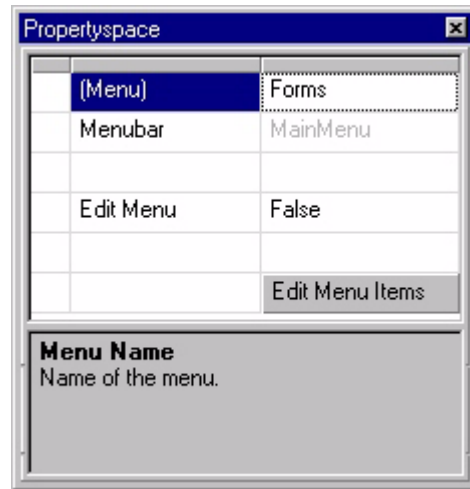 Propertyspace
(Menu) Forms
Menubar MainMenu
Edit Menu False
Edit Menu Items
Menu Name
Name of the menu.